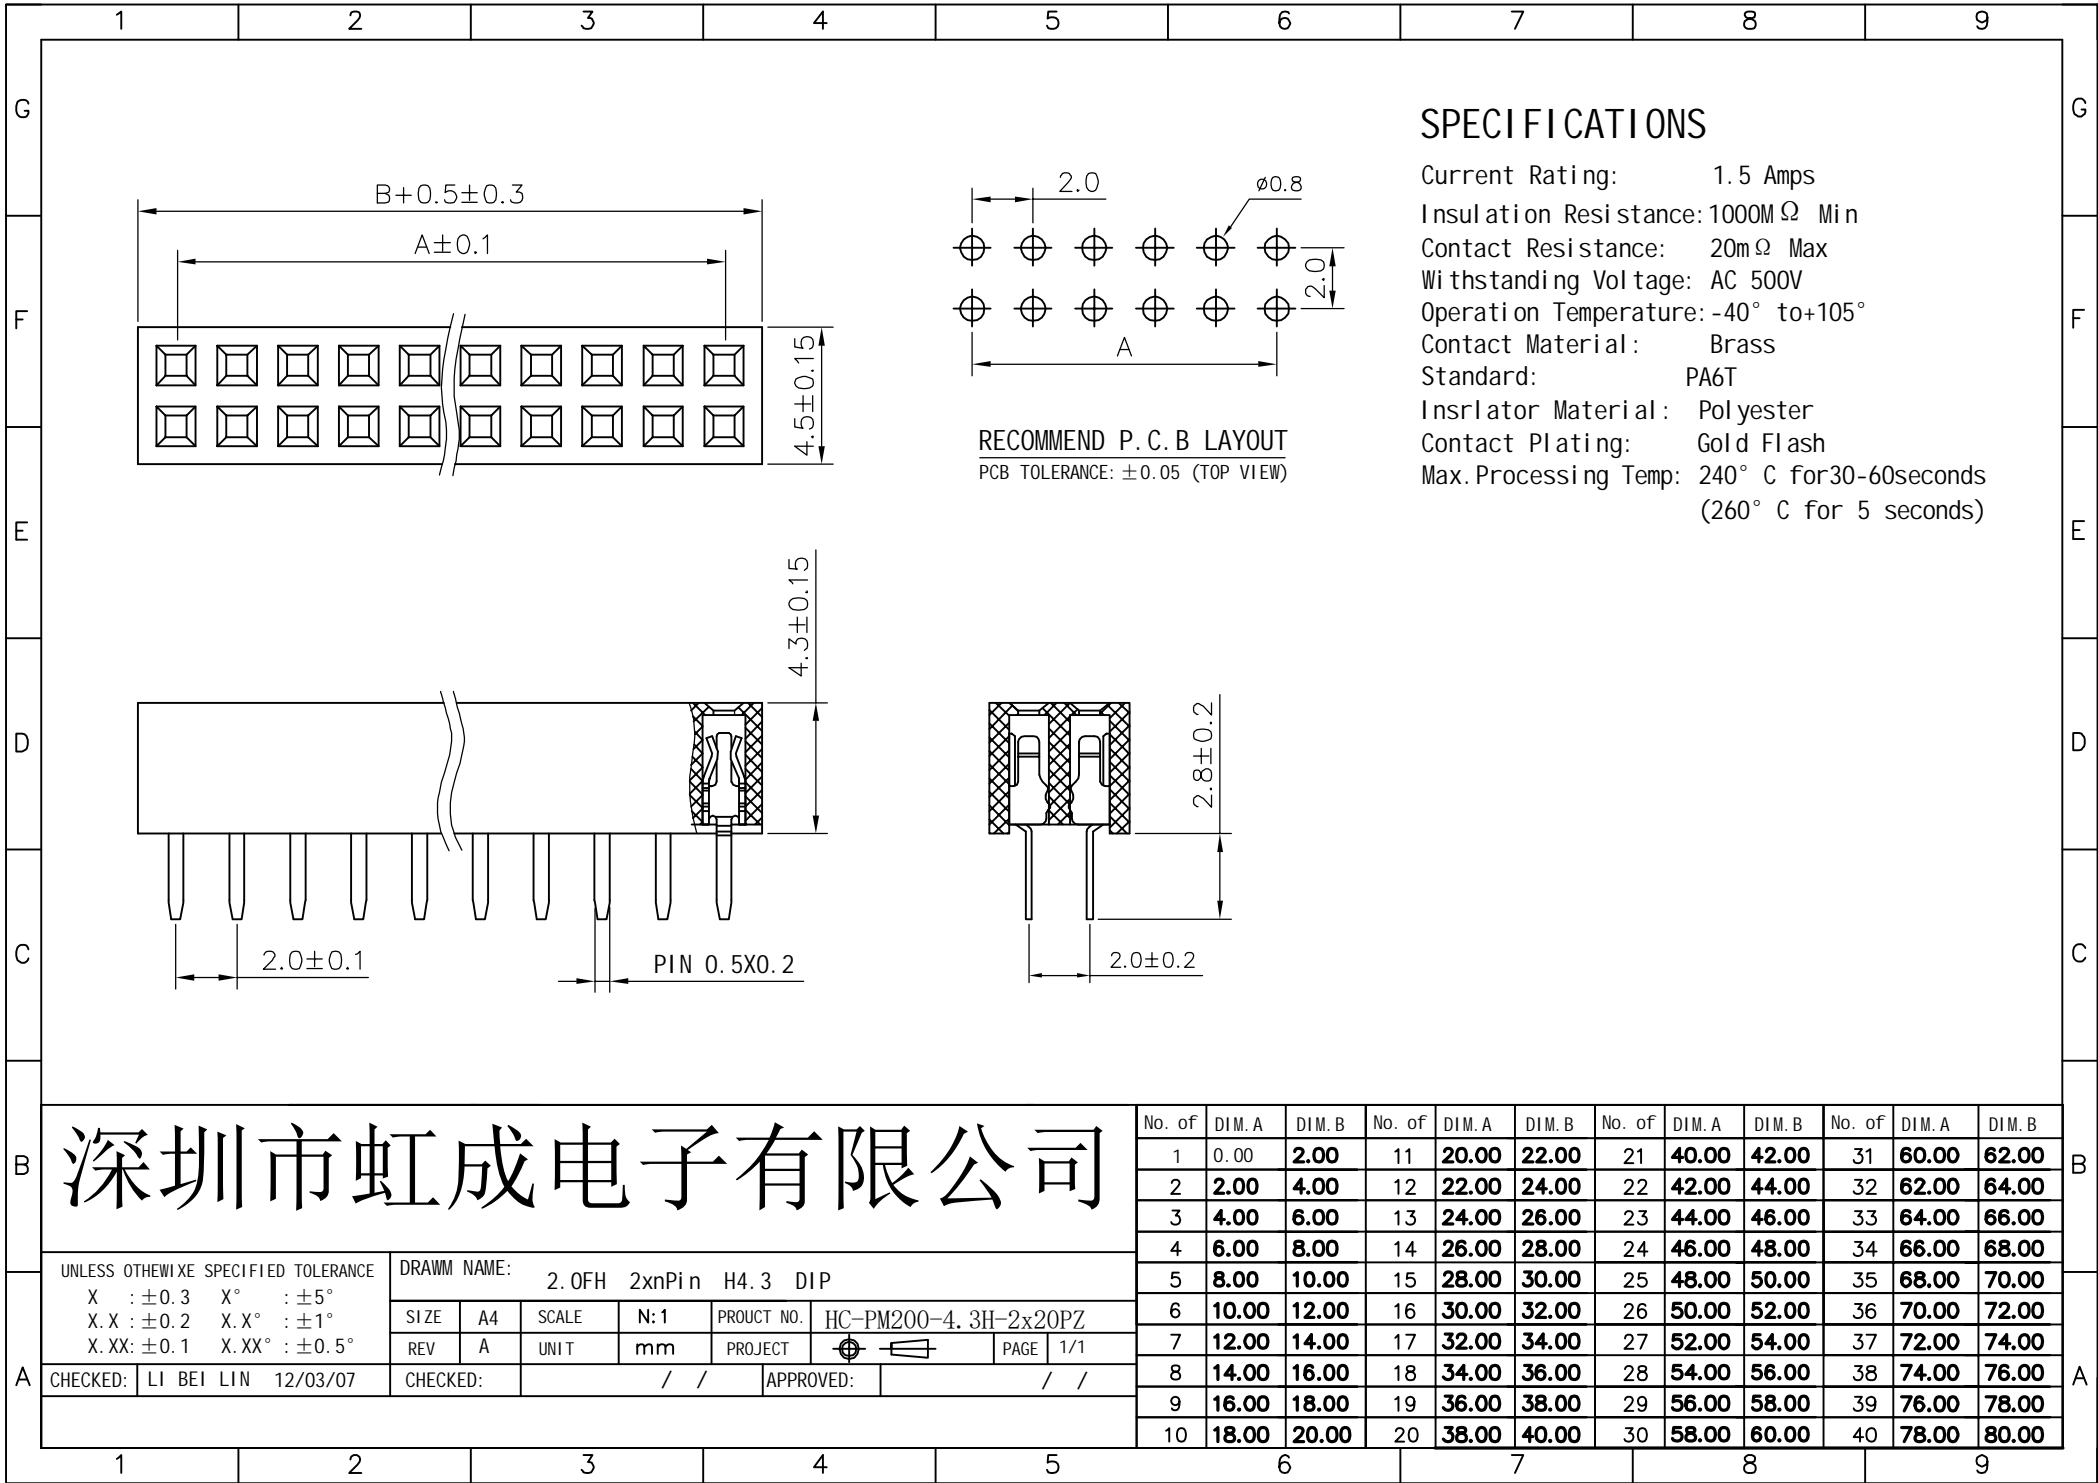 1 2 3 4 5 6 7 8 9
G G
F F
E E
D D
C C
B B
A A
B+0.5±0.3
A±0.1
4.5±0.15
2.0
ø0.8
2.0
A
RECOMMEND P.C.B LAYOUT
PCB TOLERANCE: ±0.05 (TOP VIEW)
SPECIFICATIONS
Current Rating: 1.5 Amps
Insulation Resistance: 1000MΩ Min
Contact Resistance: 20mΩ Max
Withstanding Voltage: AC 500V
Operation Temperature: -40° to+105°
Contact Material: Brass
Standard: PA6T
Insrlator Material: Polyester
Contact Plating: Gold Flash
Max.Processing Temp: 240° C for30-60seconds
(260° C for 5 seconds)
4.3±0.15
2.0±0.1
PIN 0.5X0.2
2.8±0.2
2.0±0.2
深圳市虹成电子有限公司
UNLESS OTHEWIXE SPECIFIED TOLERANCE
X :±0.3 X° :±5°
X.X :±0.2 X.X° :±1°
X.XX:±0.1 X.XX° :±0.5°
DRAWM NAME: 2.0FH 2xnPin H4.3 DIP
SIZE A4 SCALE N:1 PROUCT NO. HC-PM200-4.3H-2x20PZ
REV A UNIT mm PROJECT PAGE 1/1
CHECKED: LI BEI LIN 12/03/07 CHECKED: / / APPROVED: / /
No. of DIM.A DIM.B No. of DIM.A DIM.B No. of DIM.A DIM.B No. of DIM.A DIM.B
1 0.00 2.00 11 20.00 22.00 21 40.00 42.00 31 60.00 62.00
2 2.00 4.00 12 22.00 24.00 22 42.00 44.00 32 62.00 64.00
3 4.00 6.00 13 24.00 26.00 23 44.00 46.00 33 64.00 66.00
4 6.00 8.00 14 26.00 28.00 24 46.00 48.00 34 66.00 68.00
5 8.00 10.00 15 28.00 30.00 25 48.00 50.00 35 68.00 70.00
6 10.00 12.00 16 30.00 32.00 26 50.00 52.00 36 70.00 72.00
7 12.00 14.00 17 32.00 34.00 27 52.00 54.00 37 72.00 74.00
8 14.00 16.00 18 34.00 36.00 28 54.00 56.00 38 74.00 76.00
9 16.00 18.00 19 36.00 38.00 29 56.00 58.00 39 76.00 78.00
10 18.00 20.00 20 38.00 40.00 30 58.00 60.00 40 78.00 80.00
1 2 3 4 5 6 7 8 9